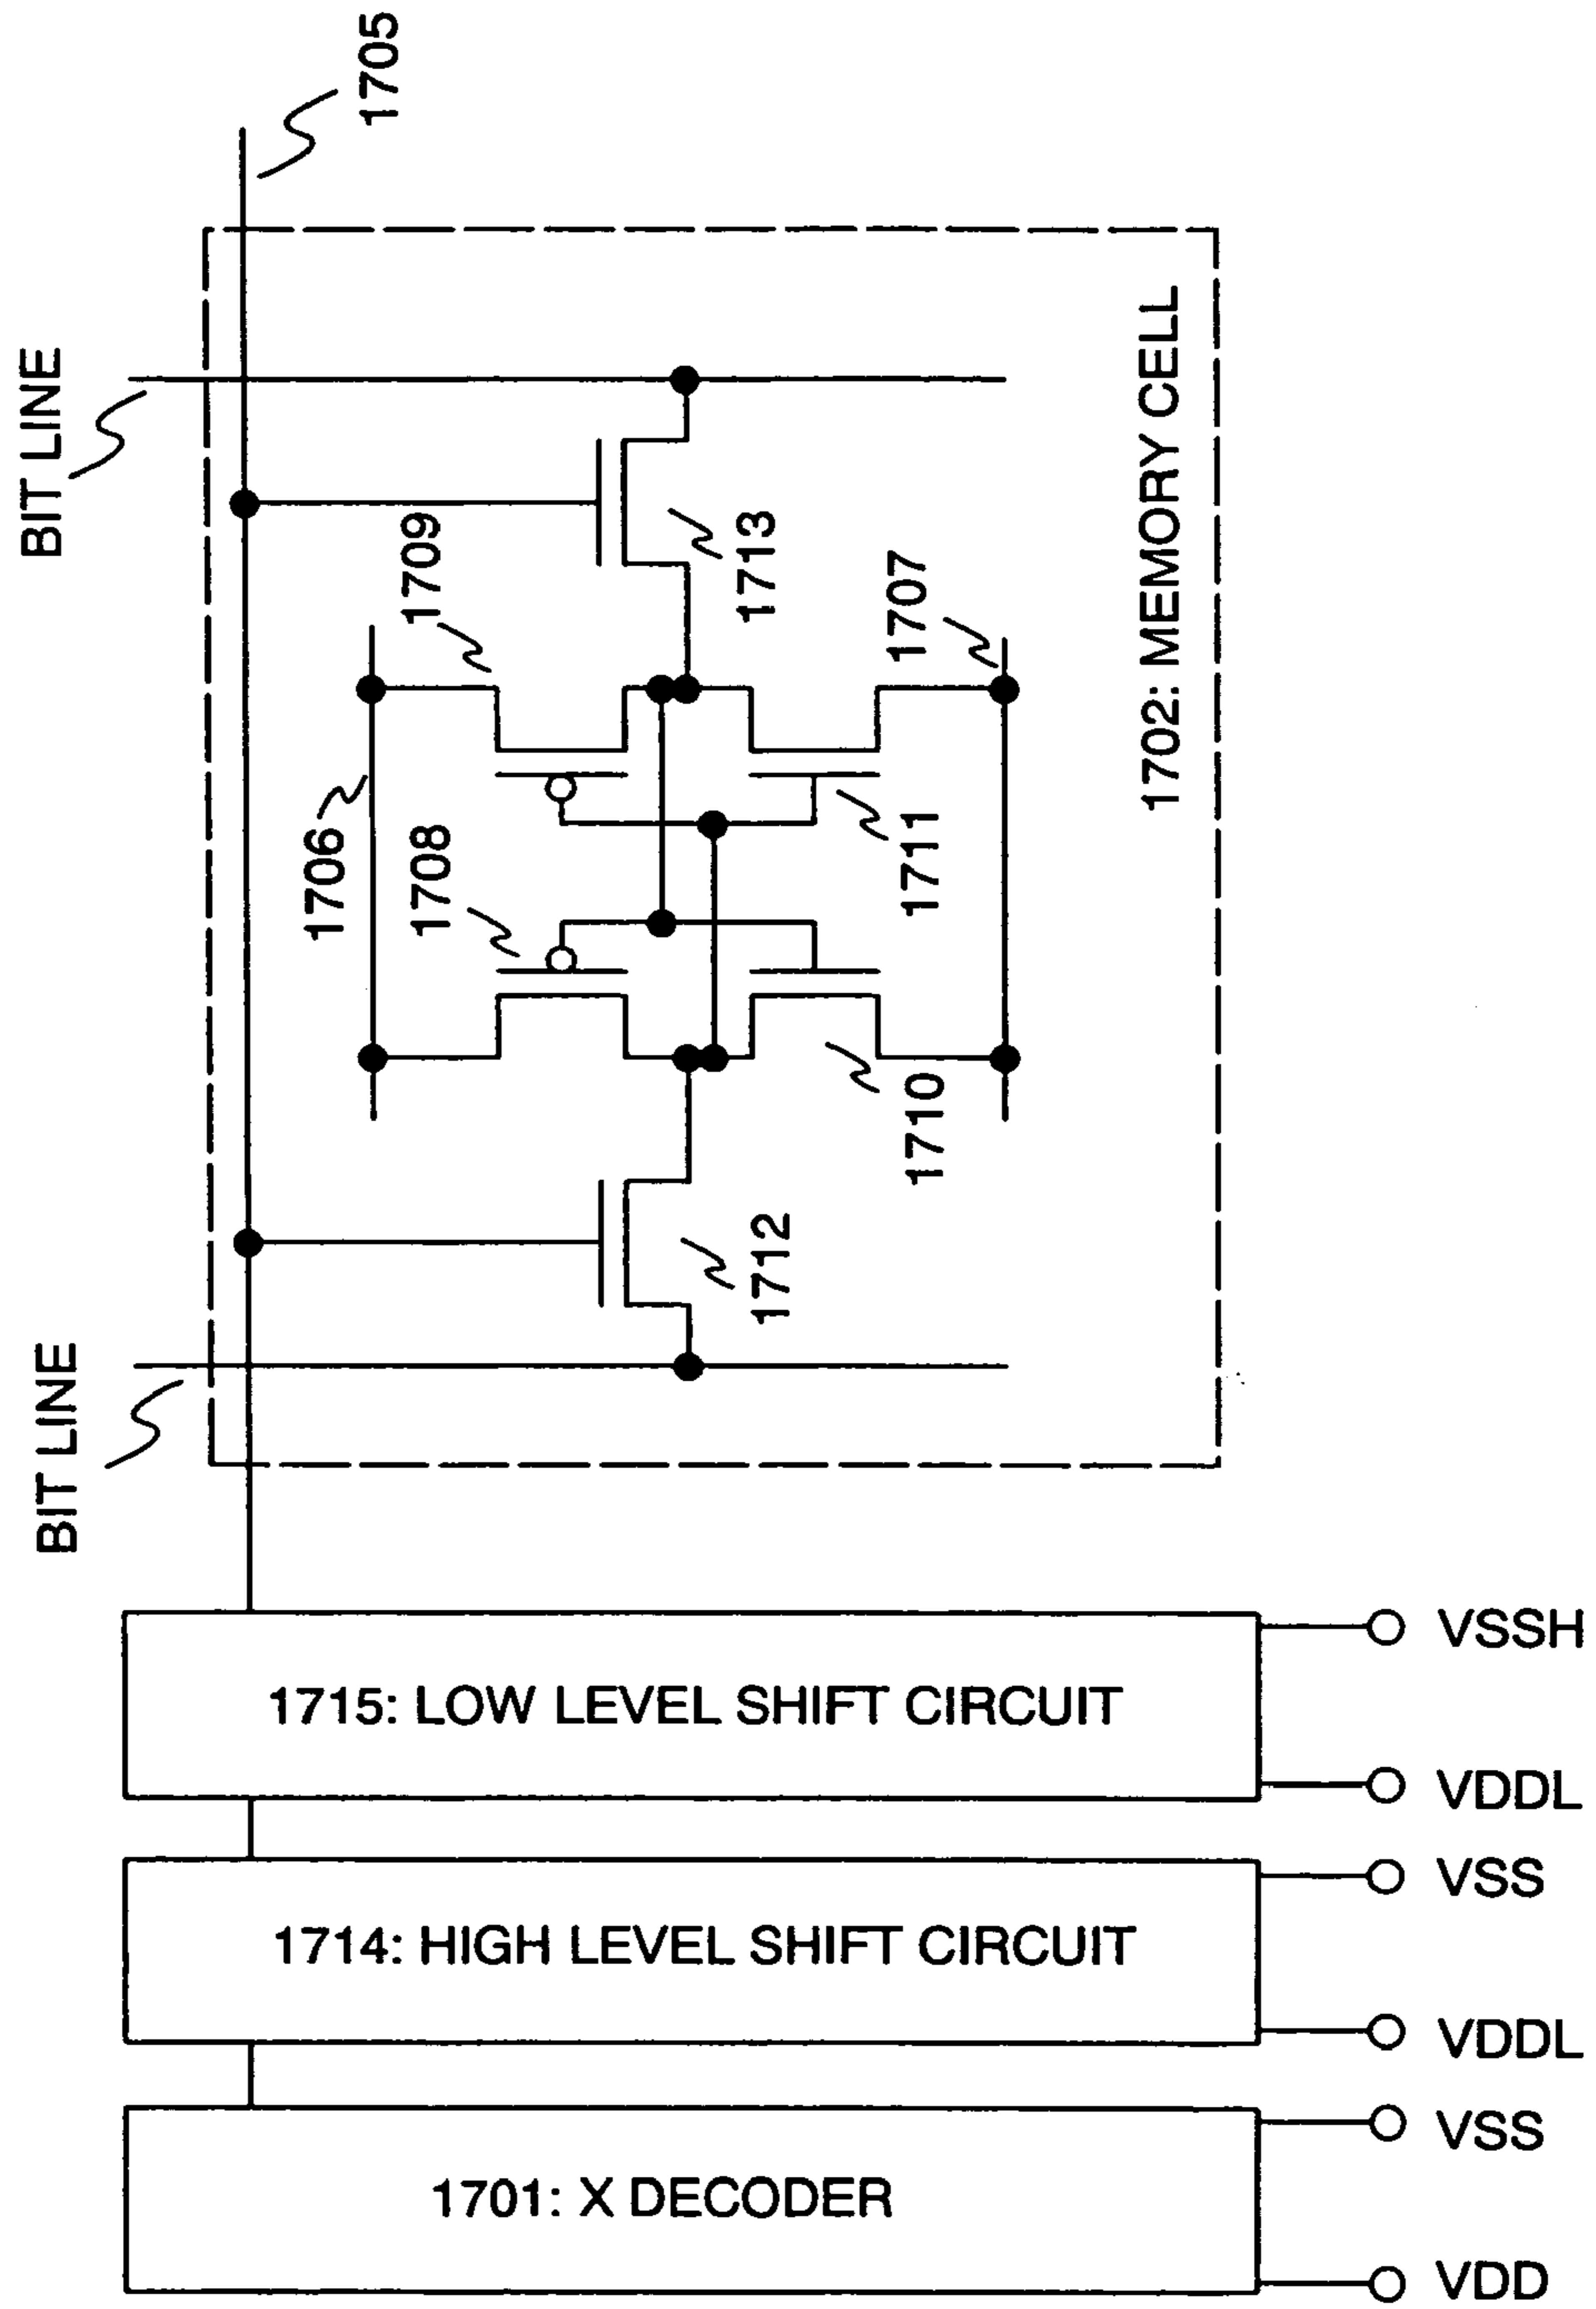 BIT LINE
BIT LINE
1705
1709
1706
1708
1713
1707
1711
1710
1712
1702: MEMORY CELL
1715: LOW LEVEL SHIFT CIRCUIT
VSSH
VDDL
1714: HIGH LEVEL SHIFT CIRCUIT
VSS
VDDL
1701: X DECODER
VSS
VDD